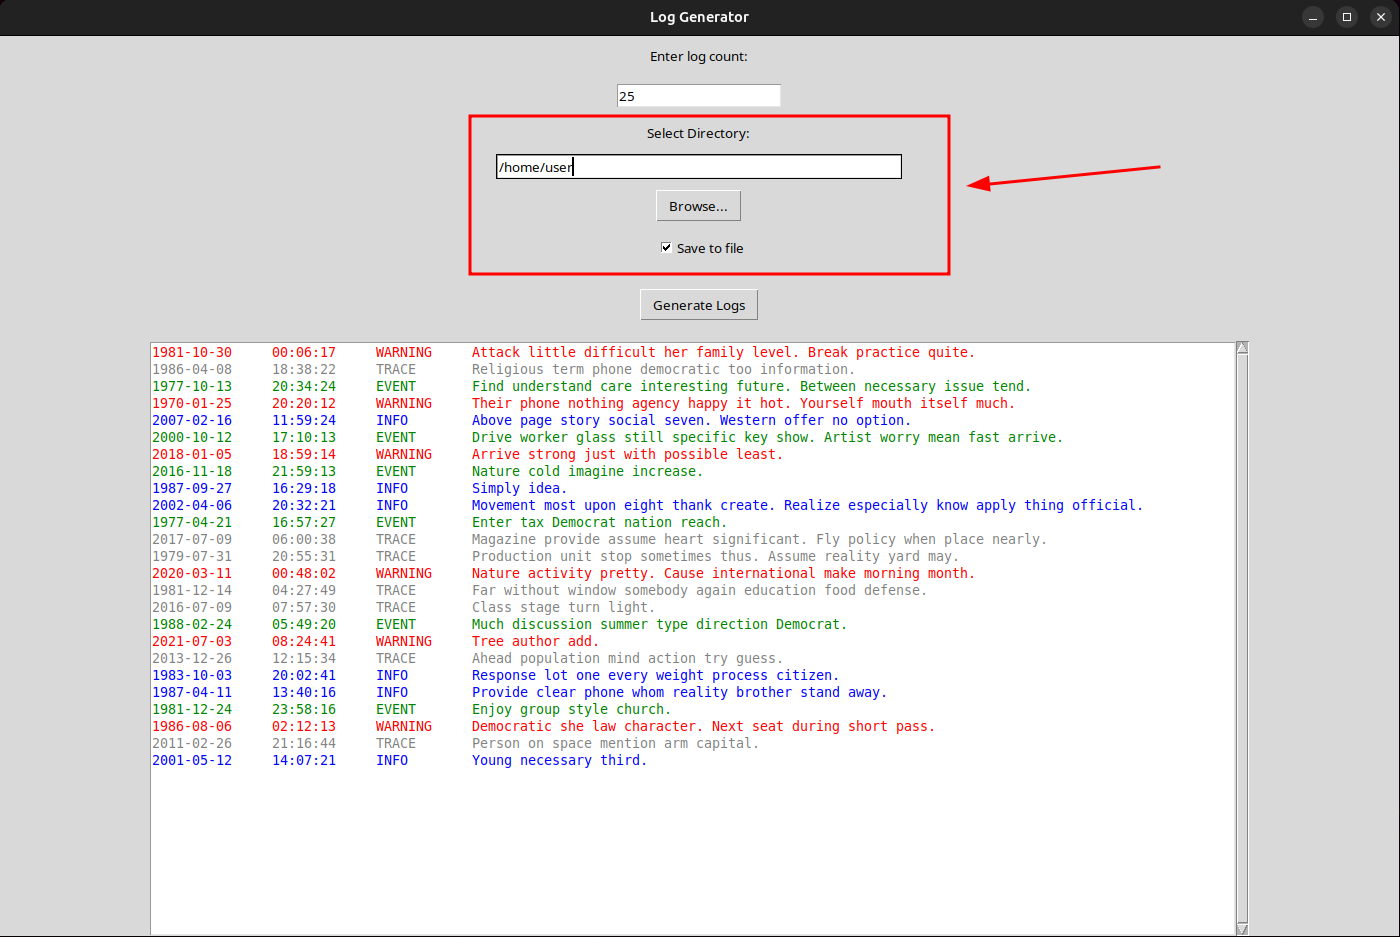 Log Generator
Enter log count:
25
Select Directory:
/home/user
Browse...
Save to file
Generate Logs
1981-10-30 00:06:17 WARNING Attack little difficult her family level. Break practice quite.
1986-04-08 18:38:22 TRACE Religious term phone democratic too information.
1977-10-13 20:34:24 EVENT Find understand care interesting future. Between necessary issue tend.
1970-01-25 20:20:12 WARNING Their phone nothing agency happy it hot. Yourself mouth itself much.
2007-02-16 11:59:24 INFO Above page story social seven. Western offer no option.
2000-10-12 17:10:13 EVENT Drive worker glass still specific key show. Artist worry mean fast arrive.
2018-01-05 18:59:14 WARNING Arrive strong just with possible least.
2016-11-18 21:59:13 EVENT Nature cold imagine increase.
1987-09-27 16:29:18 INFO Simply idea.
2002-04-06 20:32:21 INFO Movement most upon eight thank create. Realize especially know apply thing official.
1977-04-21 16:57:27 EVENT Enter tax Democrat nation reach.
2017-07-09 06:00:38 TRACE Magazine provide assume heart significant. Fly policy when place nearly.
1979-07-31 20:55:31 TRACE Production unit stop sometimes thus. Assume reality yard may.
2020-03-11 00:48:02 WARNING Nature activity pretty. Cause international make morning month.
1981-12-14 04:27:49 TRACE Far without window somebody again education food defense.
2016-07-09 07:57:30 TRACE Class stage turn light.
1988-02-24 05:49:20 EVENT Much discussion summer type direction Democrat.
2021-07-03 08:24:41 WARNING Tree author add.
2013-12-26 12:15:34 TRACE Ahead population mind action try guess.
1983-10-03 20:02:41 INFO Response lot one every weight process citizen.
1987-04-11 13:40:16 INFO Provide clear phone whom reality brother stand away.
1981-12-24 23:58:16 EVENT Enjoy group style church.
1986-08-06 02:12:13 WARNING Democratic she law character. Next seat during short pass.
2011-02-26 21:16:44 TRACE Person on space mention arm capital.
2001-05-12 14:07:21 INFO Young necessary third.